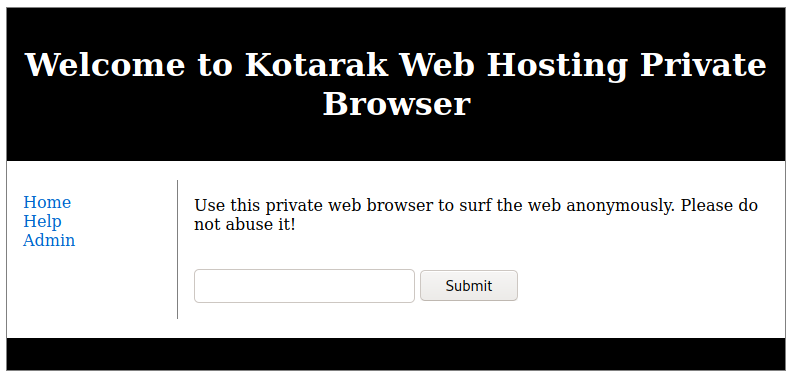 Welcome to Kotarak Web Hosting Private
Browser
Home
Help
Admin
Use this private web browser to surf the web anonymously. Please do
not abuse it!
Submit